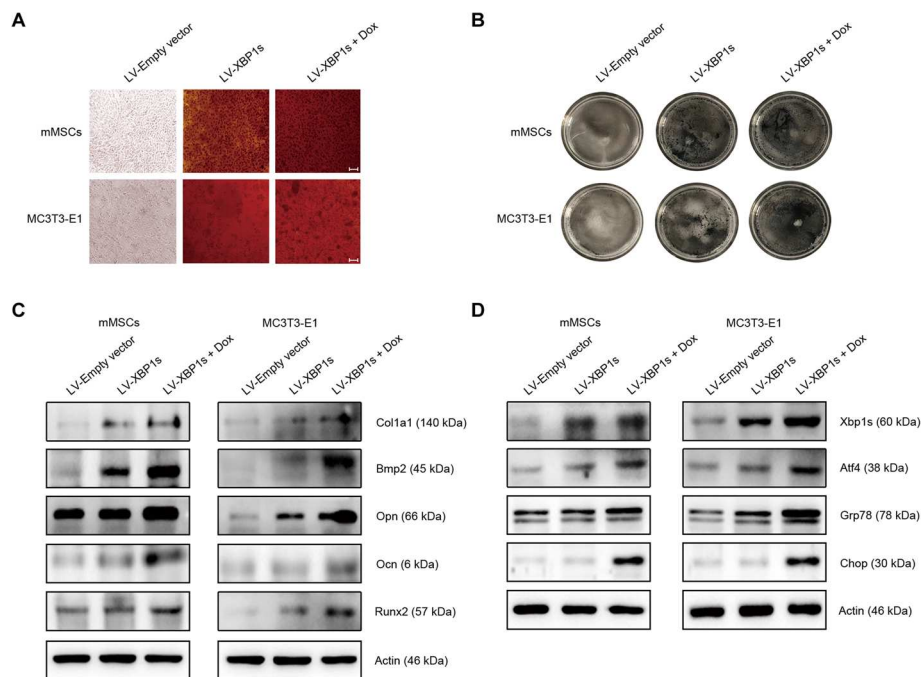 A
LV-Empty vector
LV-XBP1s
LV-XBP1s + Dox
mMSCs
MC3T3-E1
B
LV-Empty vector
LV-XBP1s
LV-XBP1s + Dox
mMSCs
MC3T3-E1
C
mMSCs
MC3T3-E1
LV-Empty vector
LV-XBP1s
LV-XBP1s + Dox
LV-Empty vector
LV-XBP1s
LV-XBP1s + Dox
Col1a1 (140 kDa)
Bmp2 (45 kDa)
Opn (66 kDa)
Ocn (6 kDa)
Runx2 (57 kDa)
Actin (46 kDa)
D
mMSCs
MC3T3-E1
LV-Empty vector
LV-XBP1s
LV-XBP1s + Dox
LV-Empty vector
LV-XBP1s
LV-XBP1s + Dox
Xbp1s (60 kDa)
Atf4 (38 kDa)
Grp78 (78 kDa)
Chop (30 kDa)
Actin (46 kDa)